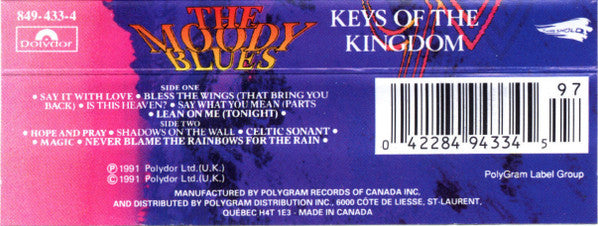 849-433-4
Polydor
THE
MOODY
BLUES
KEYS OF THE
KINGDOM
SIDE ONE
• SAY IT WITH LOVE • BLESS THE WINGS (THAT BRING YOU
BACK) • IS THIS HEAVEN? • SAY WHAT YOU MEAN (PARTS
• LEAN ON ME (TONIGHT) •
SIDE TWO
• HOPE AND PRAY • SHADOWS ON THE WALL • CELTIC SONANT •
• MAGIC • NEVER BLAME THE RAINBOWS FOR THE RAIN •
Ⓟ 1991 Polydor Ltd.(U.K.)
© 1991 Polydor Ltd.(U.K.)
97
0 42284 94334 5
PolyGram Label Group
MANUFACTURED BY POLYGRAM RECORDS OF CANADA INC.
AND DISTRIBUTED BY POLYGRAM DISTRIBUTION INC., 6000 CÔTE DE LIESSE, ST-LAURENT,
QUÉBEC H4T 1E3 - MADE IN CANADA